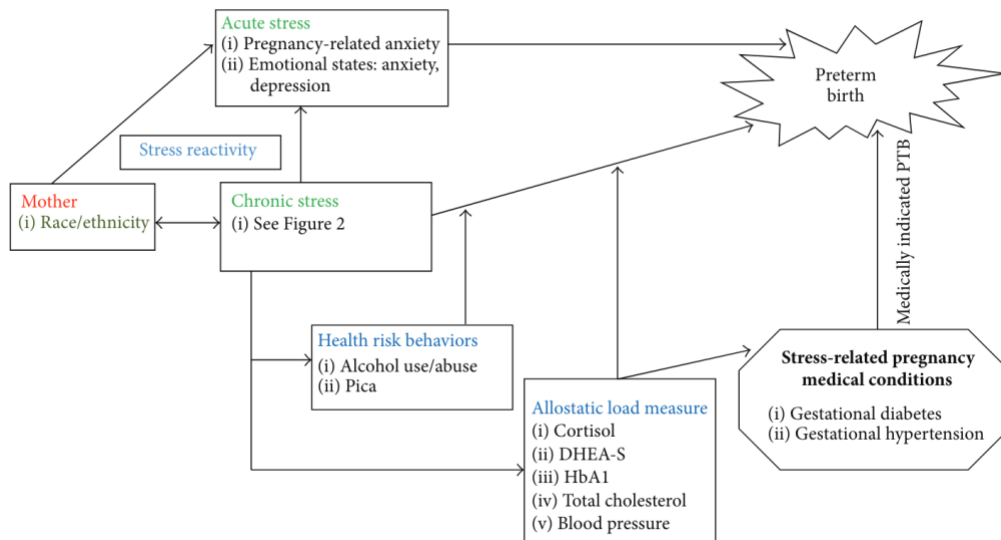 Acute stress
(i) Pregnancy-related anxiety
(ii) Emotional states: anxiety,
depression
Preterm
birth
Stress reactivity
Mother
(i) Race/ethnicity
Chronic stress
(i) See Figure 2
Medically indicated PTB
Health risk behaviors
(i) Alcohol use/abuse
(ii) Pica
Stress-related pregnancy
medical conditions
(i) Gestational diabetes
(ii) Gestational hypertension
Allostatic load measure
(i) Cortisol
(ii) DHEA-S
(iii) HbA1
(iv) Total cholesterol
(v) Blood pressure